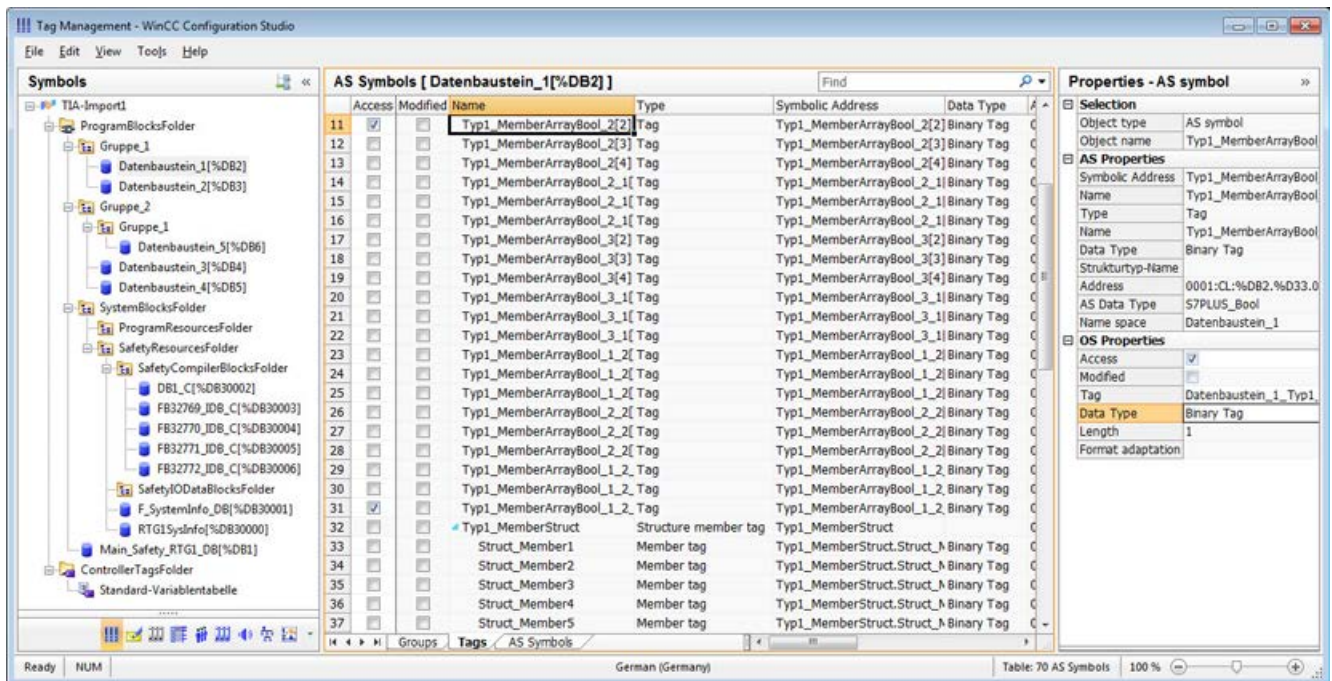 Tag Management - WinCC Configuration Studio
File Edit View Tools Help
Symbols
TIA-Import1
ProgramBlocksFolder
Gruppe_1
Datenbaustein_1[%DB2]
Datenbaustein_2[%DB3]
Gruppe_2
Gruppe_1
Datenbaustein_5[%DB6]
Datenbaustein_3[%DB4]
Datenbaustein_4[%DB5]
SystemBlocksFolder
ProgramResourcesFolder
SafetyResourcesFolder
SafetyCompilerBlocksFolder
DB1_C[%DB30002]
FB32769_IDB_C[%DB30003]
FB32770_IDB_C[%DB30004]
FB32771_IDB_C[%DB30005]
FB32772_IDB_C[%DB30006]
SafetyIODataBlocksFolder
F_SystemInfo_DB[%DB30001]
RTG1SysInfo[%DB30000]
Main_Safety_RTG1_DB[%DB1]
ControllerTagsFolder
Standard-Variablentabelle
AS Symbols [ Datenbaustein_1[%DB2] ]
Find
Access Modified Name Type Symbolic Address Data Type
11 Typ1_MemberArrayBool_2[2] Tag Typ1_MemberArrayBool_2[2] Binary Tag
12 Typ1_MemberArrayBool_2[3] Tag Typ1_MemberArrayBool_2[3] Binary Tag
13 Typ1_MemberArrayBool_2[4] Tag Typ1_MemberArrayBool_2[4] Binary Tag
14 Typ1_MemberArrayBool_2_1[ Tag Typ1_MemberArrayBool_2_1[ Binary Tag
15 Typ1_MemberArrayBool_2_1[ Tag Typ1_MemberArrayBool_2_1[ Binary Tag
16 Typ1_MemberArrayBool_2_1[ Tag Typ1_MemberArrayBool_2_1[ Binary Tag
17 Typ1_MemberArrayBool_3[2] Tag Typ1_MemberArrayBool_3[2] Binary Tag
18 Typ1_MemberArrayBool_3[3] Tag Typ1_MemberArrayBool_3[3] Binary Tag
19 Typ1_MemberArrayBool_3[4] Tag Typ1_MemberArrayBool_3[4] Binary Tag
20 Typ1_MemberArrayBool_3_1[ Tag Typ1_MemberArrayBool_3_1[ Binary Tag
21 Typ1_MemberArrayBool_3_1[ Tag Typ1_MemberArrayBool_3_1[ Binary Tag
22 Typ1_MemberArrayBool_3_1[ Tag Typ1_MemberArrayBool_3_1[ Binary Tag
23 Typ1_MemberArrayBool_1_2[ Tag Typ1_MemberArrayBool_1_2[ Binary Tag
24 Typ1_MemberArrayBool_1_2[ Tag Typ1_MemberArrayBool_1_2[ Binary Tag
25 Typ1_MemberArrayBool_1_2[ Tag Typ1_MemberArrayBool_1_2[ Binary Tag
26 Typ1_MemberArrayBool_2_2[ Tag Typ1_MemberArrayBool_2_2[ Binary Tag
27 Typ1_MemberArrayBool_2_2[ Tag Typ1_MemberArrayBool_2_2[ Binary Tag
28 Typ1_MemberArrayBool_2_2[ Tag Typ1_MemberArrayBool_2_2[ Binary Tag
29 Typ1_MemberArrayBool_1_2_ Tag Typ1_MemberArrayBool_1_2_ Binary Tag
30 Typ1_MemberArrayBool_1_2_ Tag Typ1_MemberArrayBool_1_2_ Binary Tag
31 Typ1_MemberArrayBool_1_2_ Tag Typ1_MemberArrayBool_1_2_ Binary Tag
32 Typ1_MemberStruct Structure member tag Typ1_MemberStruct
33 Struct_Member1 Member tag Typ1_MemberStruct.Struct_M Binary Tag
34 Struct_Member2 Member tag Typ1_MemberStruct.Struct_M Binary Tag
35 Struct_Member3 Member tag Typ1_MemberStruct.Struct_M Binary Tag
36 Struct_Member4 Member tag Typ1_MemberStruct.Struct_M Binary Tag
37 Struct_Member5 Member tag Typ1_MemberStruct.Struct_M Binary Tag
Groups Tags AS Symbols
Properties - AS symbol
Selection
Object type AS symbol
Object name Typ1_MemberArrayBool
AS Properties
Symbolic Address Typ1_MemberArrayBool
Name Typ1_MemberArrayBool
Type Tag
Name Typ1_MemberArrayBool
Data Type Binary Tag
Strukturtyp-Name
Address 0001:CL:%DB2.%D33.0
AS Data Type S7PLUS_Bool
Name space Datenbaustein_1
OS Properties
Access
Modified
Tag Datenbaustein_1_Typ1_
Data Type Binary Tag
Length 1
Format adaptation
Ready NUM German (Germany) Table: 70 AS Symbols 100 %